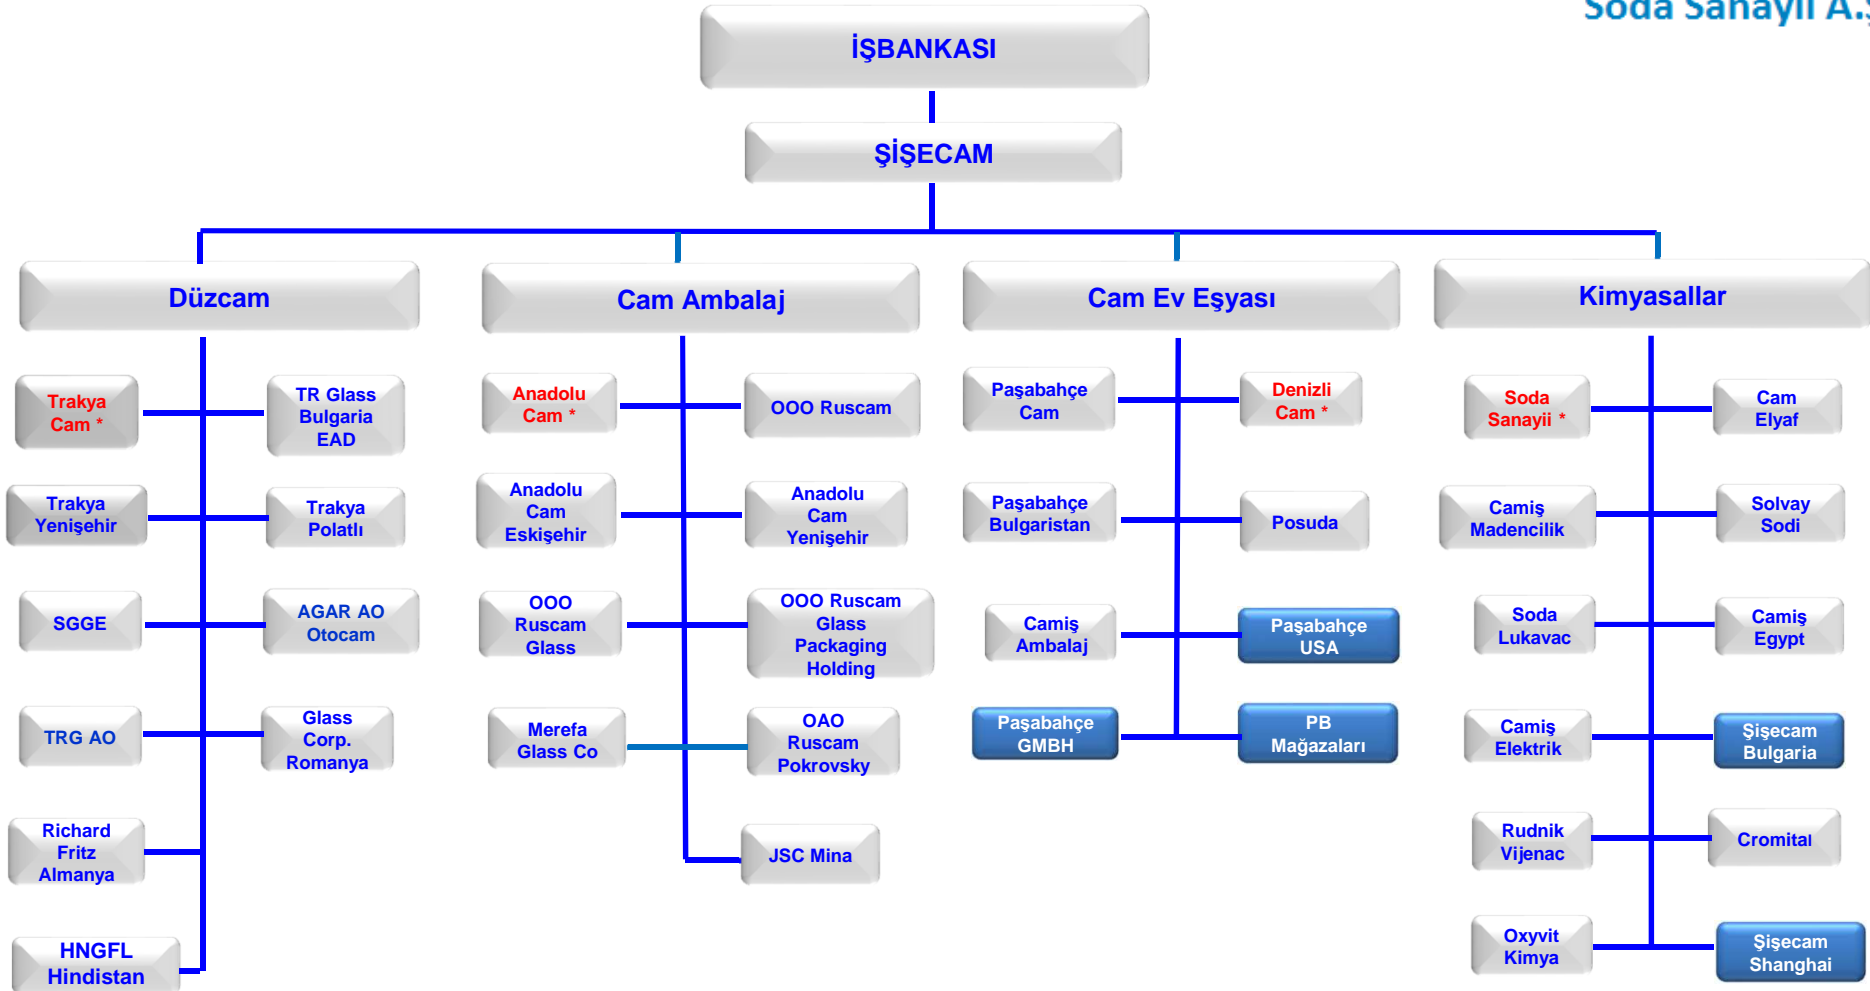 Soda Sanayii A.Ş
İŞBANKASI
ŞİŞECAM
Düzcam
Cam Ambalaj
Cam Ev Eşyası
Kimyasallar
Trakya
Cam *
TR Glass
Bulgaria
EAD
Trakya
Yenişehir
Trakya
Polatlı
SGGE
AGAR AO
Otocam
TRG AO
Glass
Corp.
Romanya
Richard
Fritz
Almanya
HNGFL
Hindistan
Anadolu
Cam *
OOO Ruscam
Anadolu
Cam
Eskişehir
Anadolu
Cam
Yenişehir
OOO
Ruscam
Glass
OOO Ruscam
Glass
Packaging
Holding
Merefa
Glass Co
OAO
Ruscam
Pokrovsky
JSC Mina
Paşabahçe
Cam
Denizli
Cam *
Paşabahçe
Bulgaristan
Posuda
Camiş
Ambalaj
Paşabahçe
USA
Paşabahçe
GMBH
PB
Mağazaları
Soda
Sanayii *
Cam
Elyaf
Camiş
Madencilik
Solvay
Sodi
Soda
Lukavac
Camiş
Egypt
Camiş
Elektrik
Şişecam
Bulgaria
Rudnik
Vijenac
Cromital
Oxyvit
Kimya
Şişecam
Shanghai